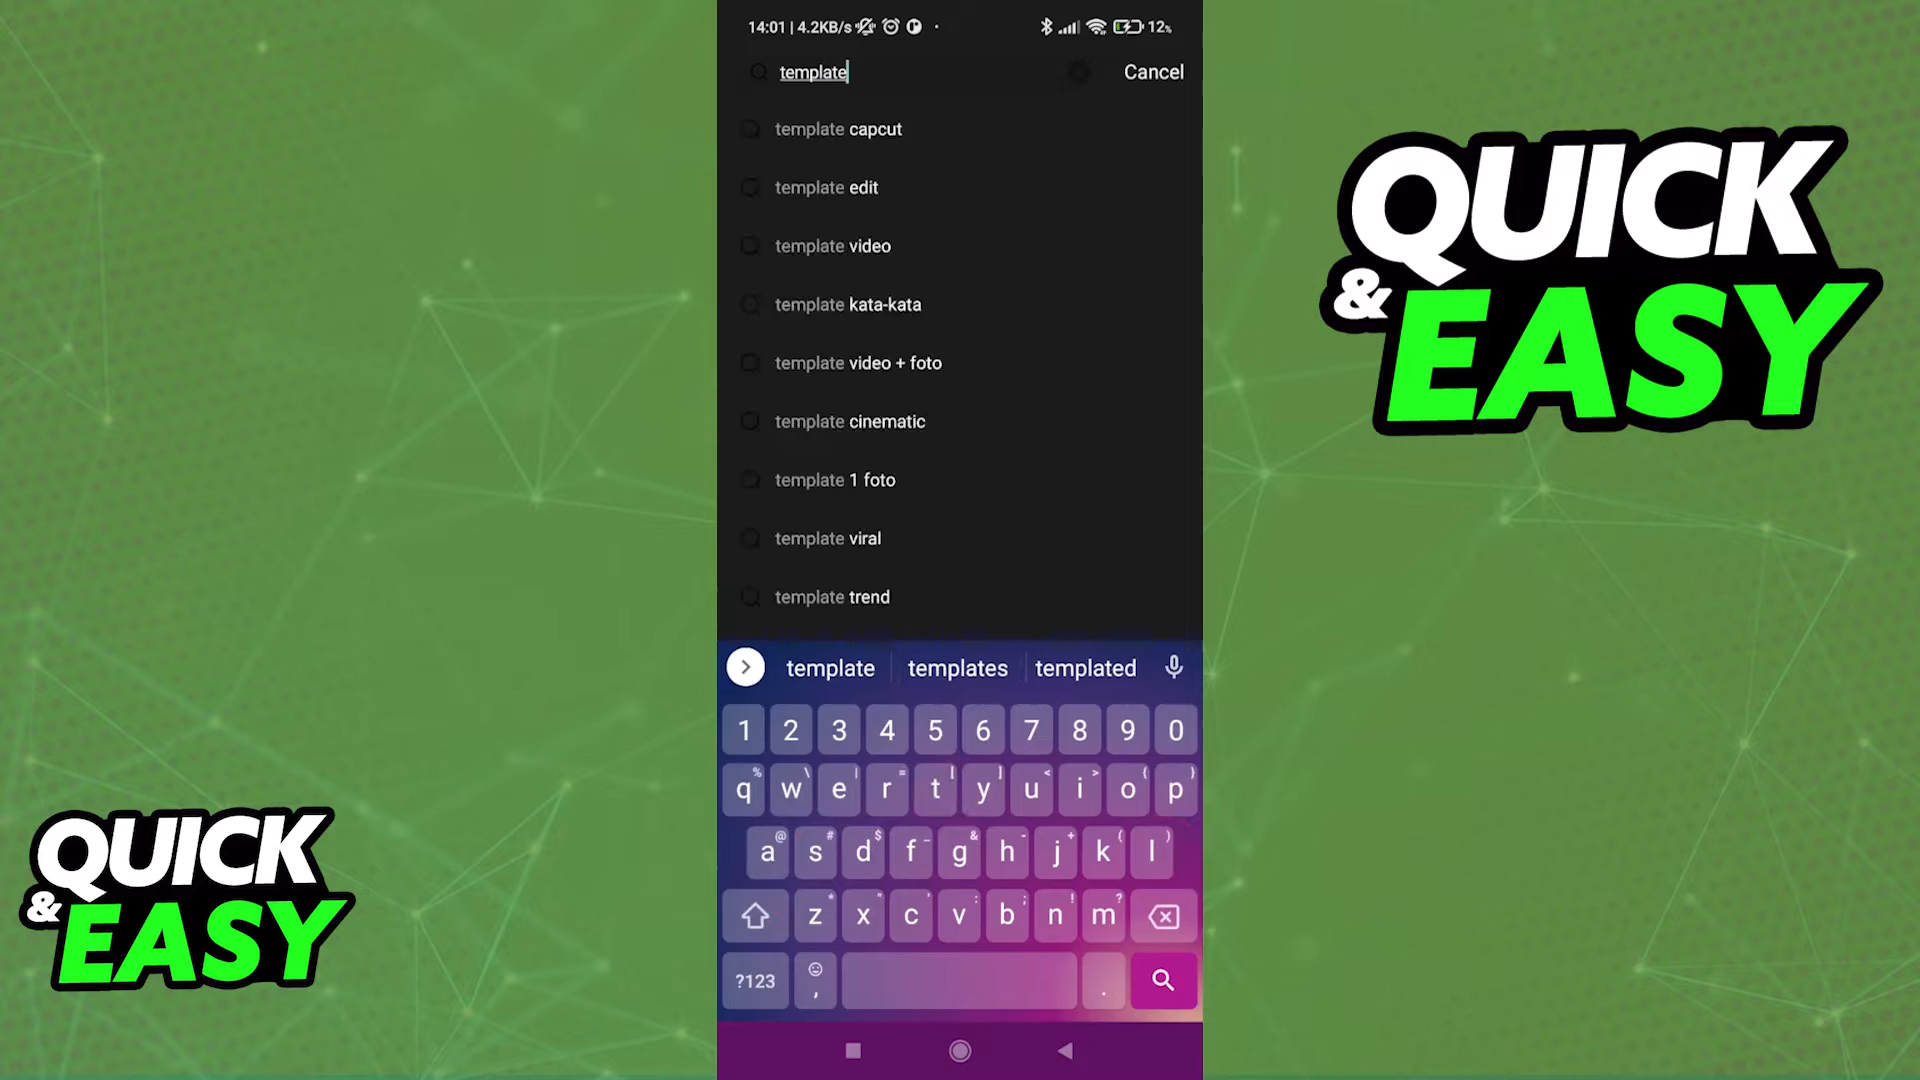 14:01 | 4.2KB/s
12%
template
Cancel
template capcut
template edit
template video
template kata-kata
template video + foto
template cinematic
template 1 foto
template viral
template trend
template templates templated
1 2 3 4 5 6 7 8 9 0
% \ | = [ ] < > { }
q w e r t y u i o p
@ # $ _ & - + ( )
a s d f g h j k l
* " ' : ; ! ?
z x c v b n m
?123 , .
QUICK
& EASY
QUICK
& EASY